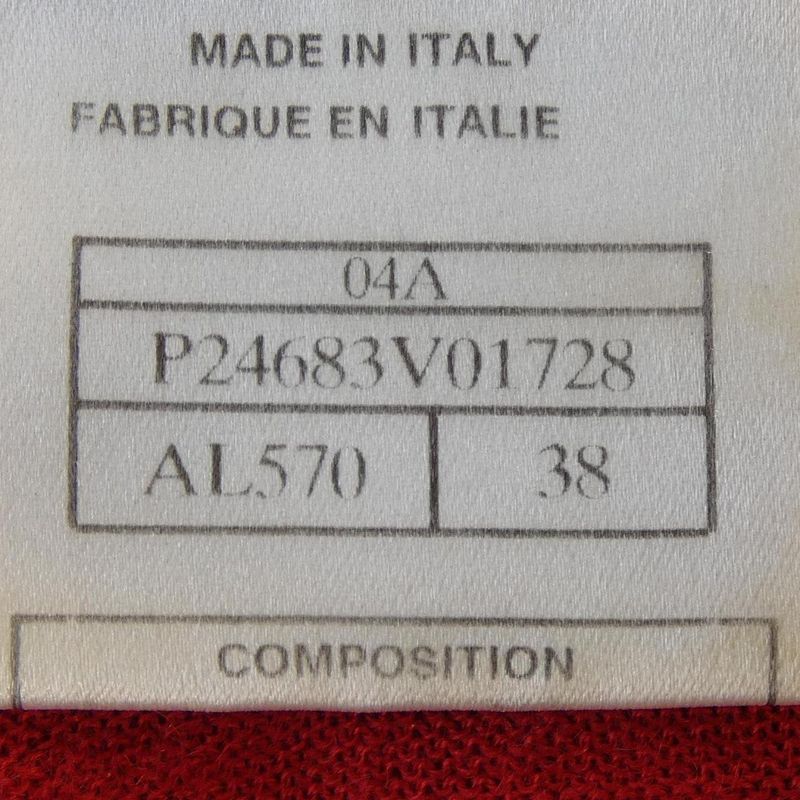 MADE IN ITALY
FABRIQUE EN ITALIE
04A
P24683V01728
AL570 38
COMPOSITION